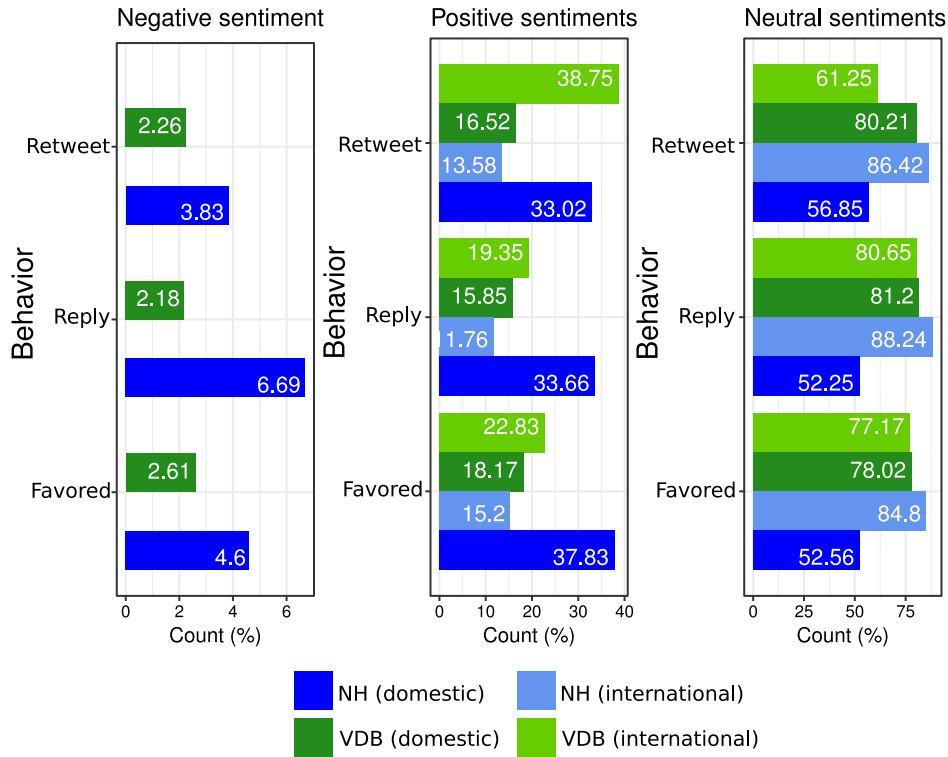 Negative sentiment
Behavior
Retweet
2.26
3.83
Reply
2.18
6.69
Favored
2.61
4.6
0 2 4 6
Count (%)
Positive sentiments
Behavior
Retweet
38.75
16.52
13.58
33.02
Reply
19.35
15.85
1.76
33.66
Favored
22.83
18.17
15.2
37.83
0 10 20 30 40
Count (%)
Neutral sentiments
Behavior
Retweet
61.25
80.21
86.42
56.85
Reply
80.65
81.2
88.24
52.25
Favored
77.17
78.02
84.8
52.56
0 25 50 75
Count (%)
NH (domestic)
NH (international)
VDB (domestic)
VDB (international)